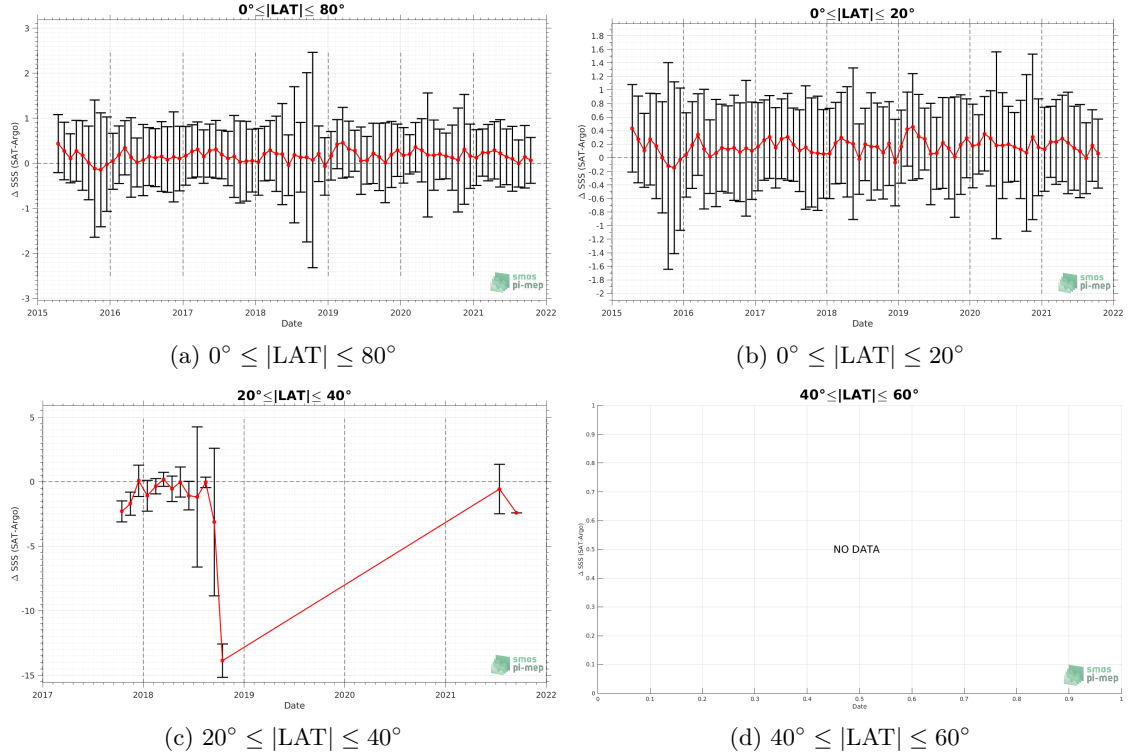 0°≤|LAT|≤ 80°
3
2
1
0
-1
-2
-3
Δ SSS (SAT-Argo)
2015 2016 2017 2018 2019 2020 2021 2022
Date
smos
pi-mep
(a) 0° ≤ |LAT| ≤ 80°
0°≤|LAT|≤ 20°
1.8
1.6
1.4
1.2
1
0.8
0.6
0.4
0.2
0
-0.2
-0.4
-0.6
-0.8
-1
-1.2
-1.4
-1.6
-1.8
-2
Δ SSS (SAT-Argo)
2015 2016 2017 2018 2019 2020 2021 2022
Date
smos
pi-mep
(b) 0° ≤ |LAT| ≤ 20°
20°≤|LAT|≤ 40°
5
0
-5
-10
-15
Δ SSS (SAT-Argo)
2017 2018 2019 2020 2021 2022
Date
smos
pi-mep
(c) 20° ≤ |LAT| ≤ 40°
40°≤|LAT|≤ 60°
1
0.9
0.8
0.7
0.6
0.5
0.4
0.3
0.2
0.1
0
Δ SSS (SAT-Argo)
NO DATA
0 0.1 0.2 0.3 0.4 0.5 0.6 0.7 0.8 0.9 1
Date
smos
pi-mep
(d) 40° ≤ |LAT| ≤ 60°